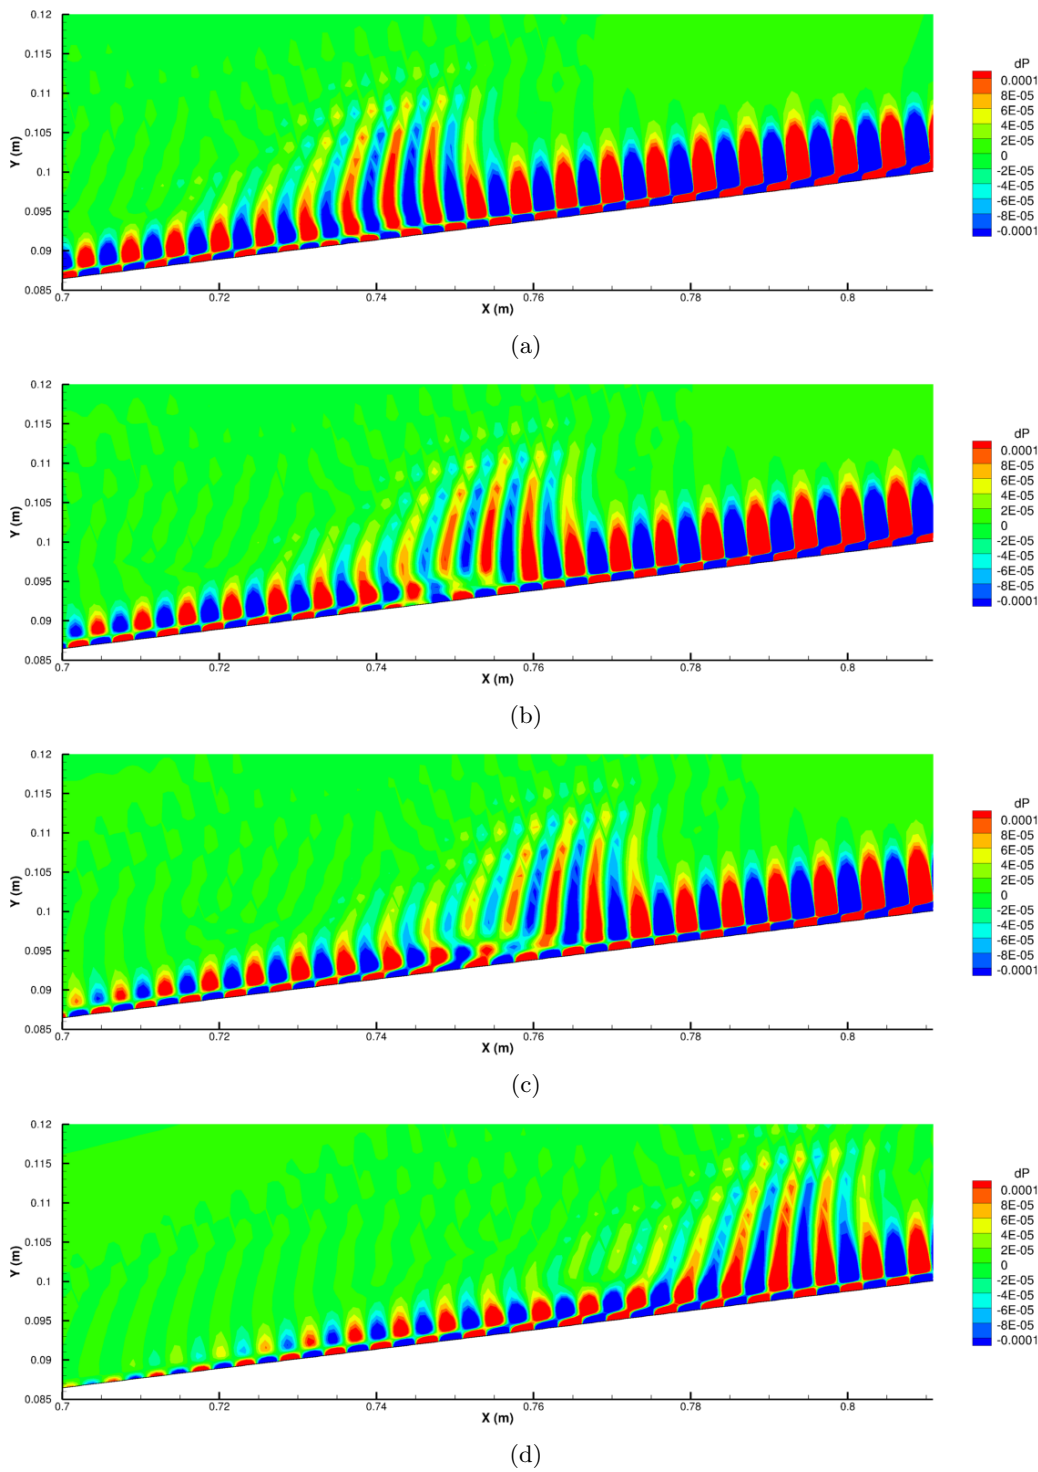 0.12
0.115
0.11
0.105
0.1
0.095
0.09
0.085
Y (m)
0.7 0.72 0.74 0.76 0.78 0.8
X (m)
dP
0.0001
8E-05
6E-05
4E-05
2E-05
0
-2E-05
-4E-05
-6E-05
-8E-05
-0.0001
(a)
0.12
0.115
0.11
0.105
0.1
0.095
0.09
0.085
Y (m)
0.7 0.72 0.74 0.76 0.78 0.8
X (m)
dP
0.0001
8E-05
6E-05
4E-05
2E-05
0
-2E-05
-4E-05
-6E-05
-8E-05
-0.0001
(b)
0.12
0.115
0.11
0.105
0.1
0.095
0.09
0.085
Y (m)
0.7 0.72 0.74 0.76 0.78 0.8
X (m)
dP
0.0001
8E-05
6E-05
4E-05
2E-05
0
-2E-05
-4E-05
-6E-05
-8E-05
-0.0001
(c)
0.12
0.115
0.11
0.105
0.1
0.095
0.09
0.085
Y (m)
0.7 0.72 0.74 0.76 0.78 0.8
X (m)
dP
0.0001
8E-05
6E-05
4E-05
2E-05
0
-2E-05
-4E-05
-6E-05
-8E-05
-0.0001
(d)